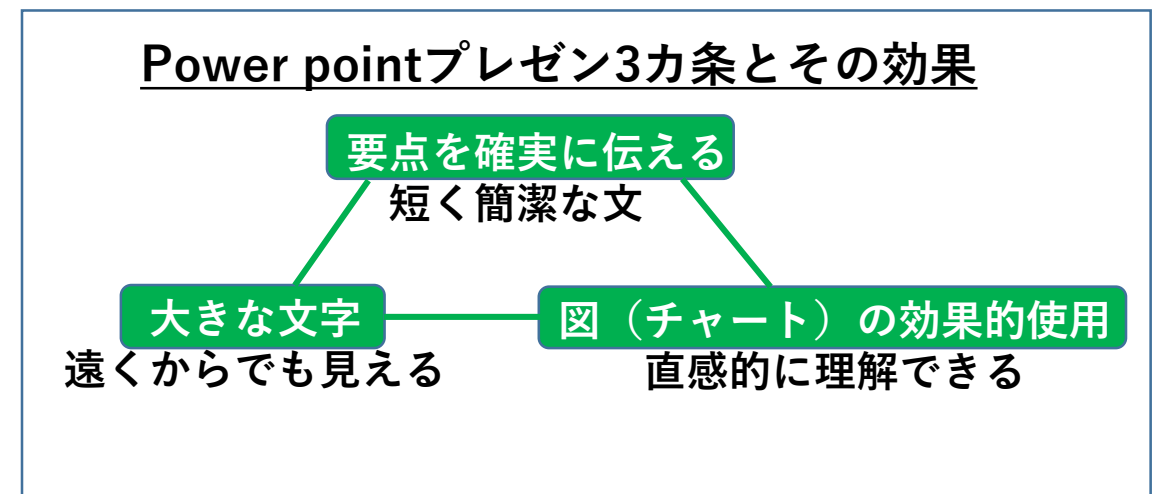 Power pointプレゼン3カ条とその効果
要点を確実に伝える
短く簡潔な文
大きな文字
遠くからでも見える
図（チャート）の効果的使用
直感的に理解できる